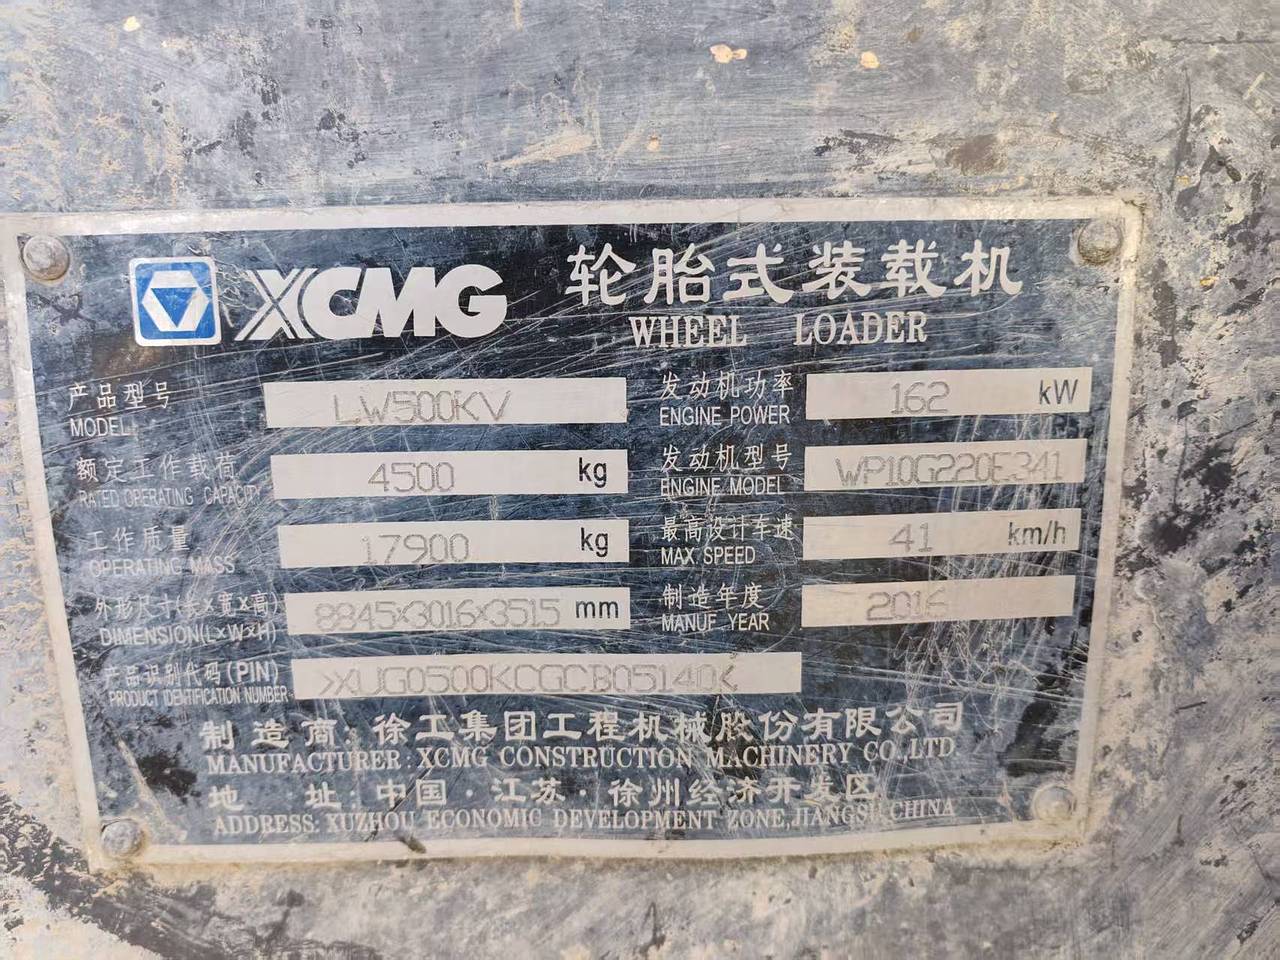 XCMG 轮胎式装载机
WHEEL LOADER
产品型号 LW500KV 发动机功率 162 kW
MODEL ENGINE POWER
额定工作载荷 4500 kg 发动机型号 WP10G220E341
RATED OPERATING CAPACITY ENGINE MODEL
工作质量 17900 kg 最高设计车速 41 km/h
OPERATING MASS MAX. SPEED
外形尺寸(长×宽×高) 8845×3016×3515 mm 制造年度 2016
DIMENSION(L×W×H) MANUF YEAR
产品识别代码(PIN) >XUG0500KCGCB05140<
PRODUCT IDENTIFICATION NUMBER
制造商:徐工集团工程机械股份有限公司
MANUFACTURER: XCMG CONSTRUCTION MACHINERY CO.,LTD.
地 址:中国·江苏·徐州经济开发区
ADDRESS: XUZHOU ECONOMIC DEVELOPMENT ZONE,JIANGSU,CHINA